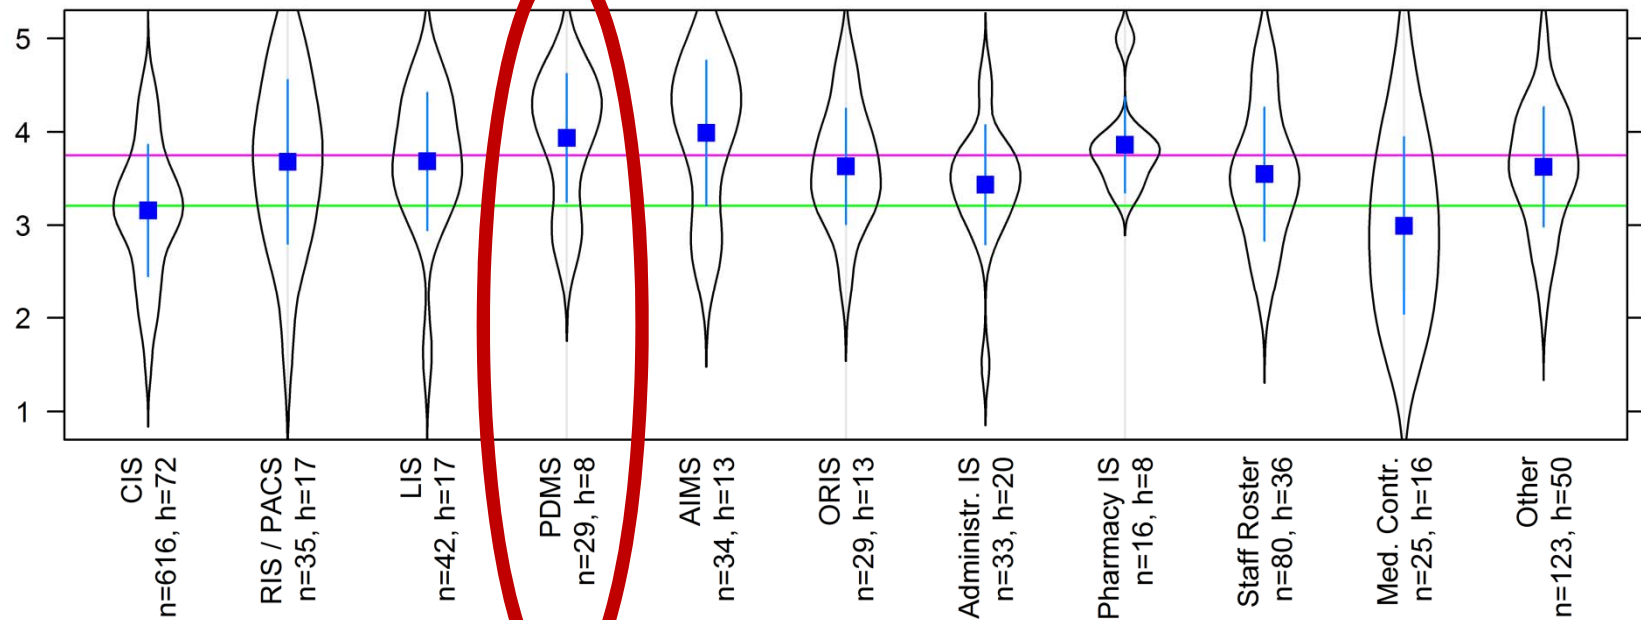 5
4
3
2
1
CIS
n=616, h=72
RIS / PACS
n=35, h=17
LIS
n=42, h=17
PDMS
n=29, h=8
AIMS
n=34, h=13
ORIS
n=29, h=13
Administr. IS
n=33, h=20
Pharmacy IS
n=16, h=8
Staff Roster
n=80, h=36
Med. Contr.
n=25, h=16
Other
n=123, h=50